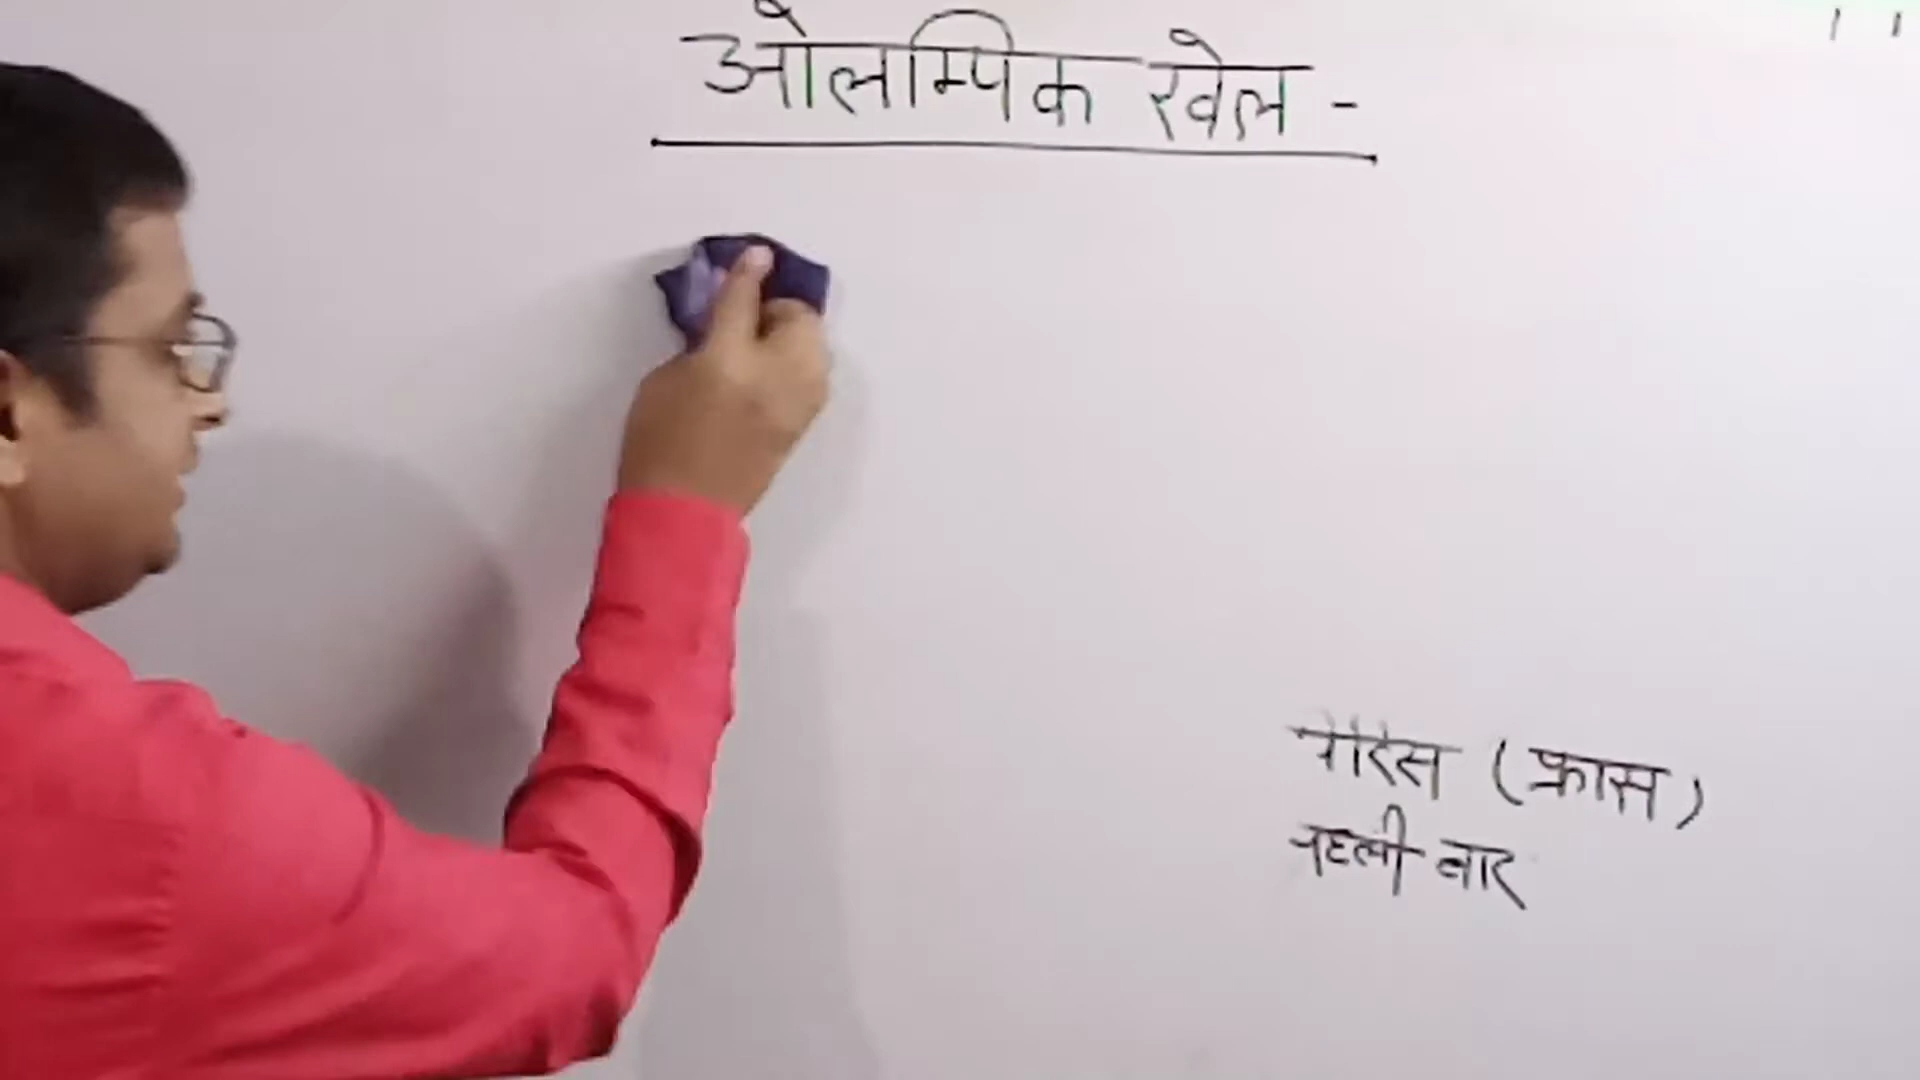 ओलम्पिक खेल -
पेरिस (फ्रास)
पहली बार